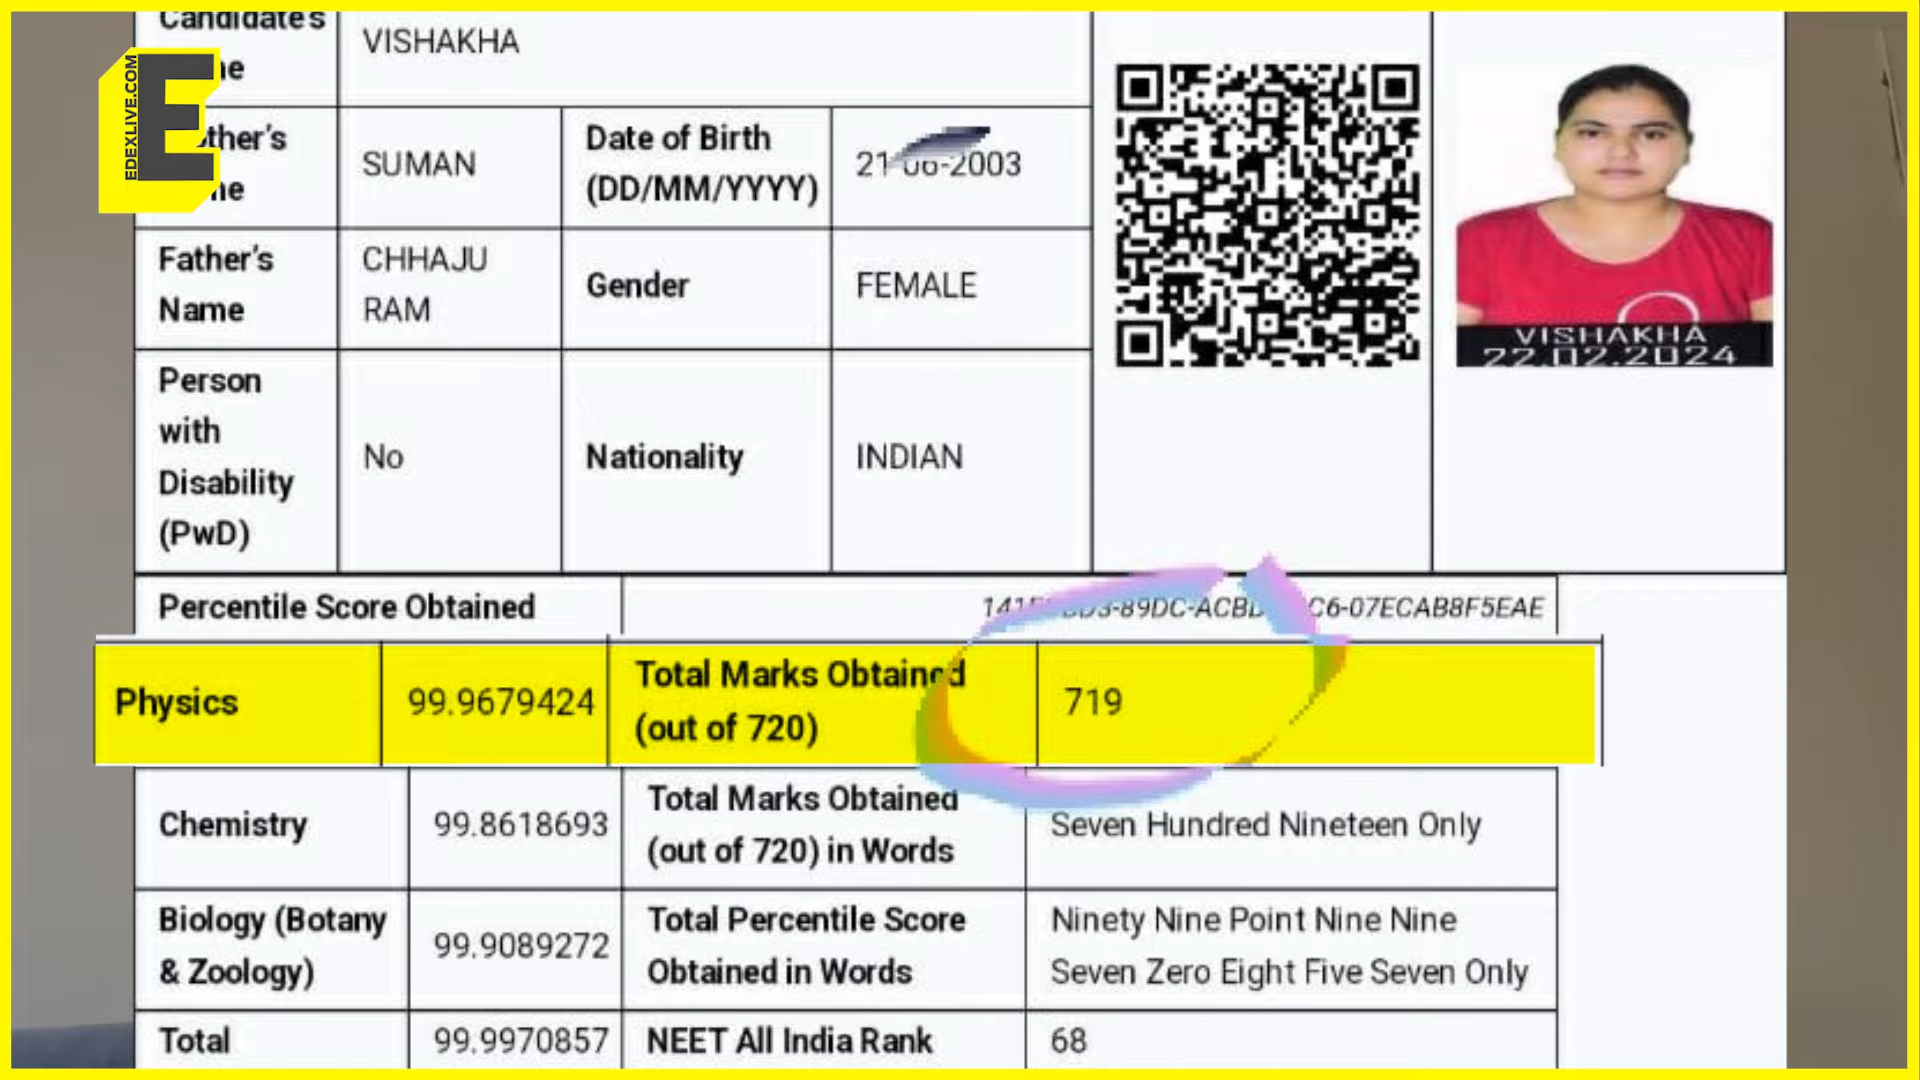 Candidate's
VISHAKHA
EDEXLIVE.COM
E
SUMAN
Date of Birth
(DD/MM/YYYY)
21-06-2003
Father's
Name
CHHAJU
RAM
Gender
FEMALE
VISHAKHA
22.02.2024
Person
with
Disability
(PwD)
No
Nationality
INDIAN
Percentile Score Obtained
Physics
99.9679424
Total Marks Obtained
(out of 720)
719
Chemistry
99.8618693
Total Marks Obtained
(out of 720) in Words
Seven Hundred Nineteen Only
Biology (Botany
& Zoology)
99.9089272
Total Percentile Score
Obtained in Words
Ninety Nine Point Nine Nine
Seven Zero Eight Five Seven Only
Total
99.9970857
NEET All India Rank
68